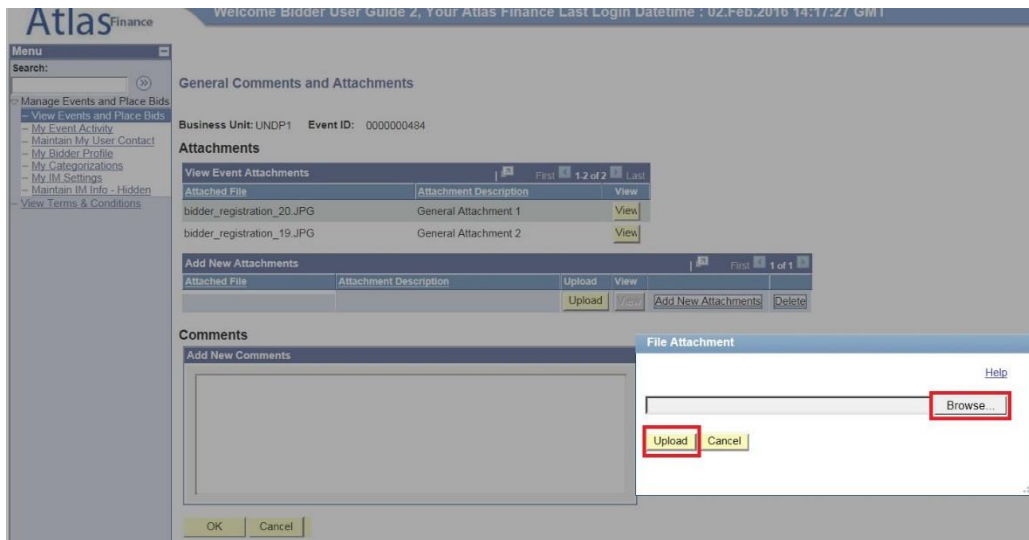 Atlas Finance
Welcome Bidder User Guide 2, Your Atlas Finance Last Login Datetime : 02.Feb.2016 14:17:27 GMT
Menu
Search:
Manage Events and Place Bids
– View Events and Place Bids
– My Event Activity
– Maintain My User Contact
– My Bidder Profile
– My Categorizations
– My IM Settings
– Maintain IM Info - Hidden
– View Terms & Conditions
General Comments and Attachments
Business Unit: UNDP1 Event ID: 0000000484
Attachments
View Event Attachments | First 1-2 of 2 Last
Attached File Attachment Description View
bidder_registration_20.JPG General Attachment 1 View
bidder_registration_19.JPG General Attachment 2 View
Add New Attachments | First 1 of 1
Attached File Attachment Description Upload View
Upload View Add New Attachments Delete
Comments
Add New Comments
OK Cancel
File Attachment
Help
Browse...
Upload Cancel